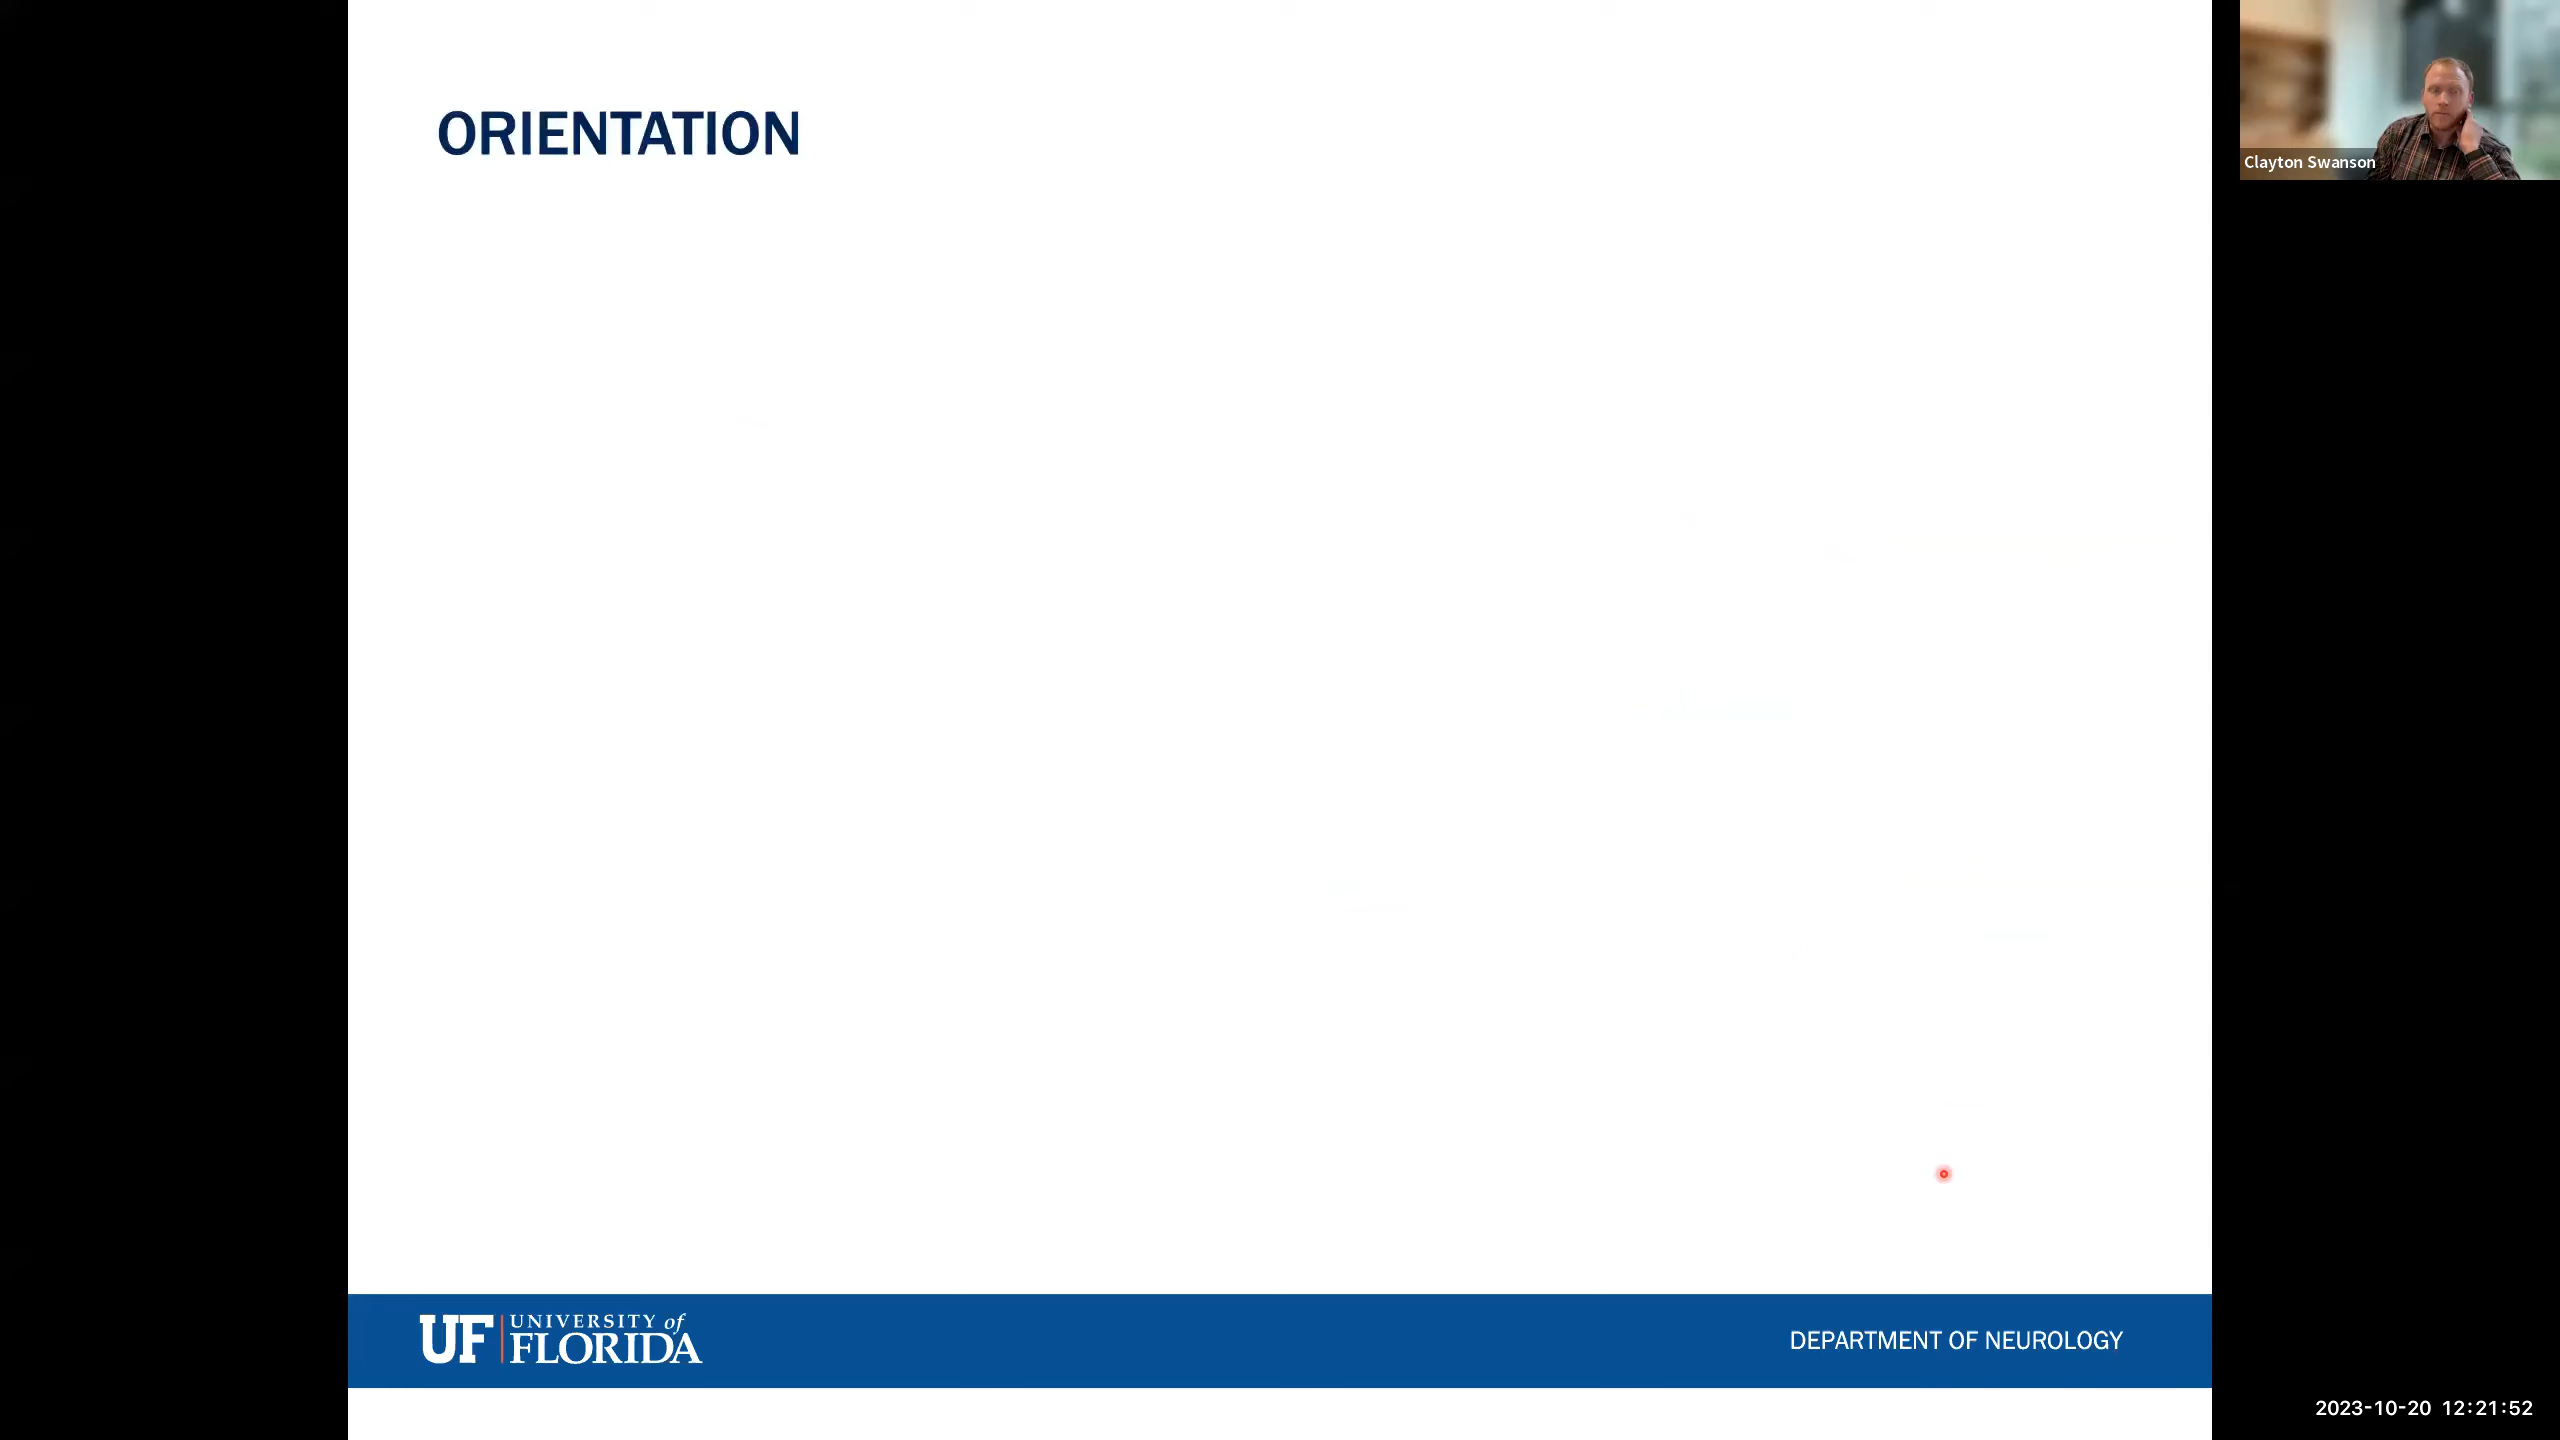 ORIENTATION
Clayton Swanson
UF UNIVERSITY of
FLORIDA
DEPARTMENT OF NEUROLOGY
2023-10-20 12:21:52